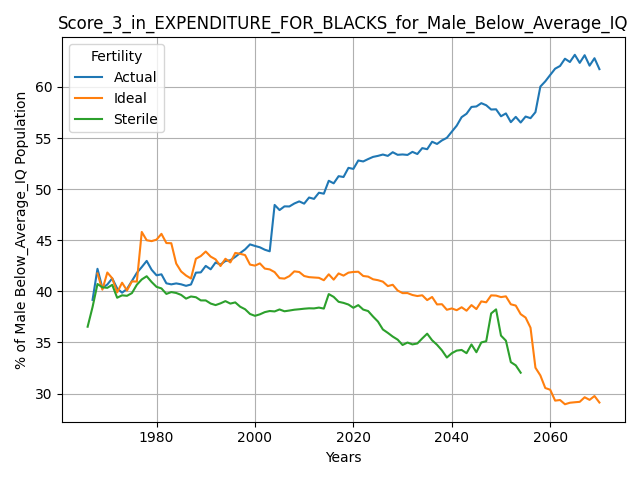 Score_3_in_EXPENDITURE_FOR_BLACKS_for_Male_Below_Average_IQ
Fertility
Actual
Ideal
Sterile
% of Male Below_Average_IQ Population
60
55
50
45
40
35
30
1980
2000
2020
2040
2060
Years